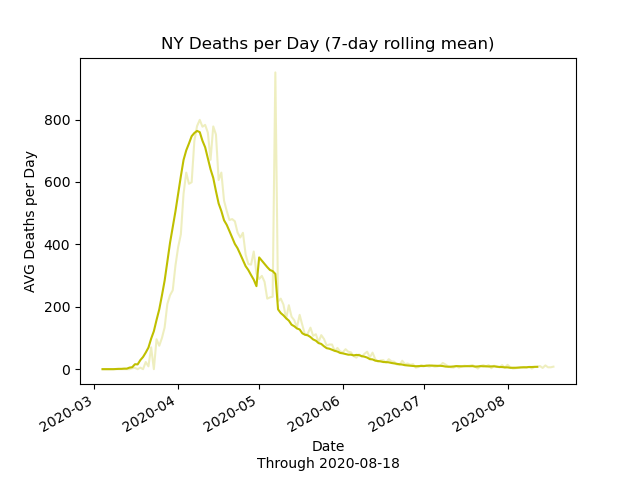 NY Deaths per Day (7-day rolling mean)
AVG Deaths per Day
800
600
400
200
0
2020-03
2020-04
2020-05
2020-06
2020-07
2020-08
Date
Through 2020-08-18